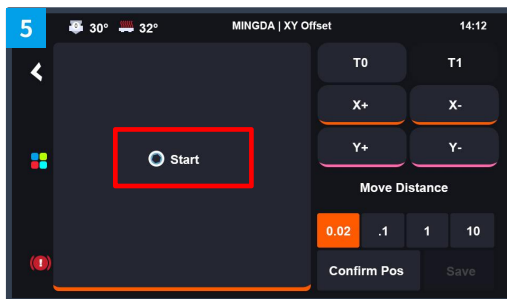 5
30° 32° MINGDA | XY Offset 14:12
T0 T1
X+ X-
Start
Y+ Y-
Move Distance
0.02 .1 1 10
Confirm Pos Save